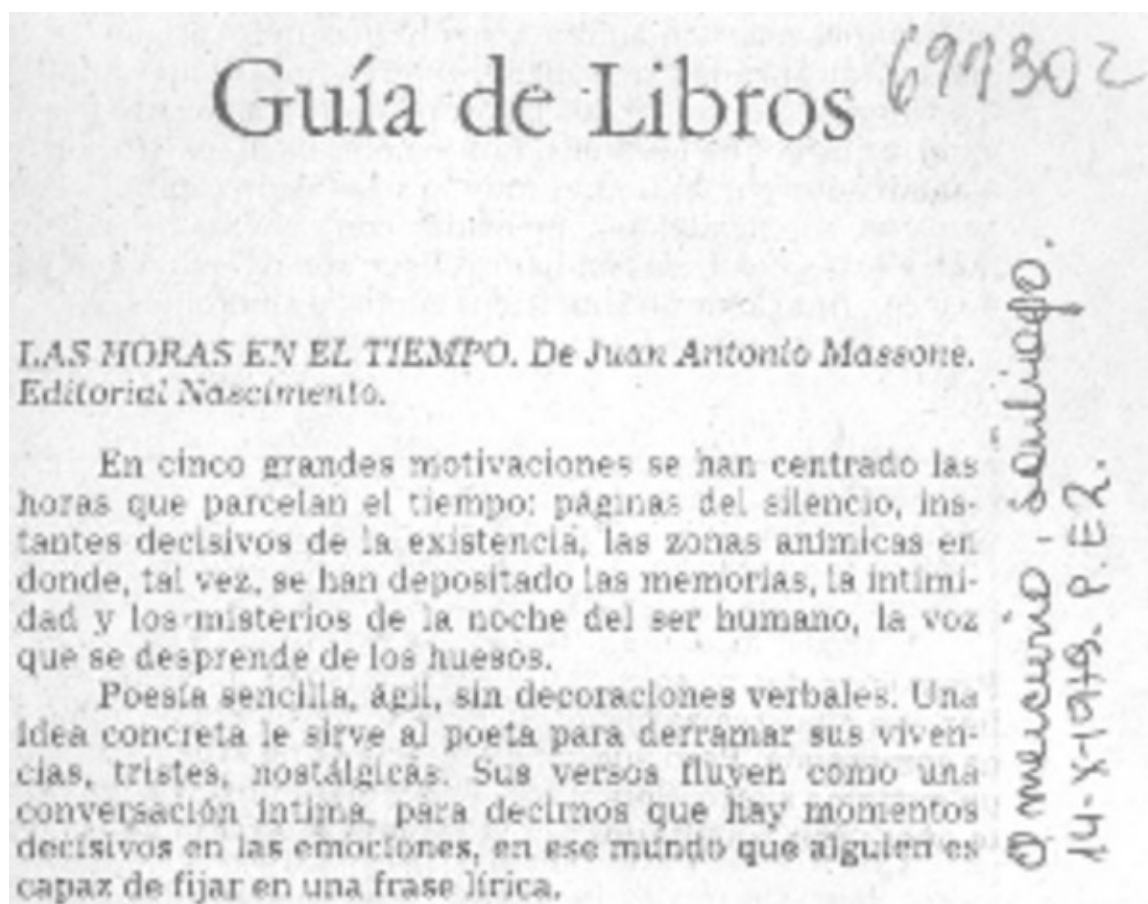 Guía de Libros
697302
LAS HORAS EN EL TIEMPO. De Juan Antonio Massone.
Editorial Nascimento.
En cinco grandes motivaciones se han centrado las
horas que parcelan el tiempo: páginas del silencio, ins-
tantes decisivos de la existencia, las zonas anímicas en
donde, tal vez, se han depositado las memorias, la intimi-
dad y los misterios de la noche del ser humano, la voz
que se desprende de los huesos.
Poesía sencilla, ágil, sin decoraciones verbales. Una
idea concreta le sirve al poeta para derramar sus viven-
cias, tristes, nostálgicas. Sus versos fluyen como una
conversación íntima, para decirnos que hay momentos
decisivos en las emociones, en ese mundo que alguien es
capaz de fijar en una frase lírica.
mercurio - Santiago.
14-X-1979. P.E2.